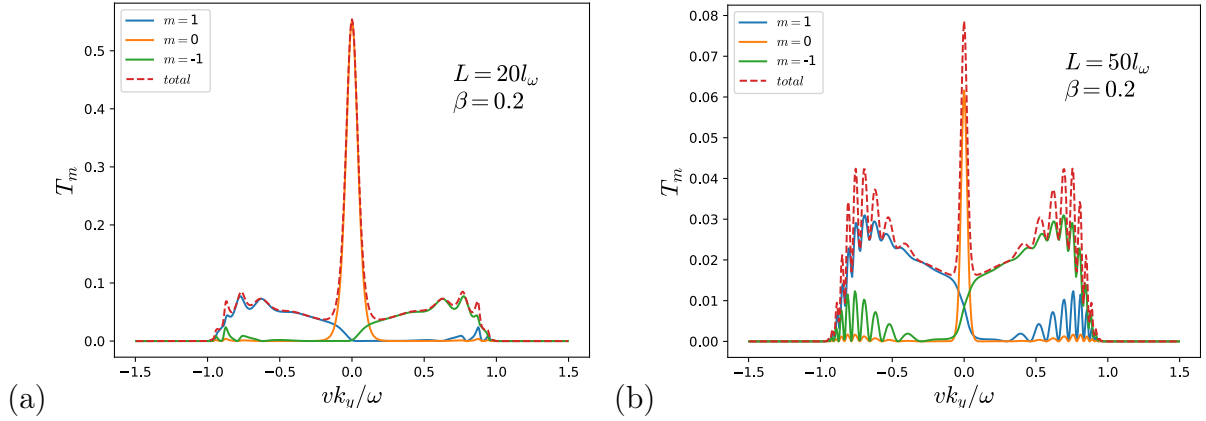 m = 1
m = 0
m = -1
total
L = 20l_ω
β = 0.2
0.5
0.4
0.3
0.2
0.1
0.0
T_m
−1.5 −1.0 −0.5 0.0 0.5 1.0 1.5
vk_y/ω
(a)
m = 1
m = 0
m = -1
total
L = 50l_ω
β = 0.2
0.08
0.07
0.06
0.05
0.04
0.03
0.02
0.01
0.00
T_m
−1.5 −1.0 −0.5 0.0 0.5 1.0 1.5
vk_y/ω
(b)